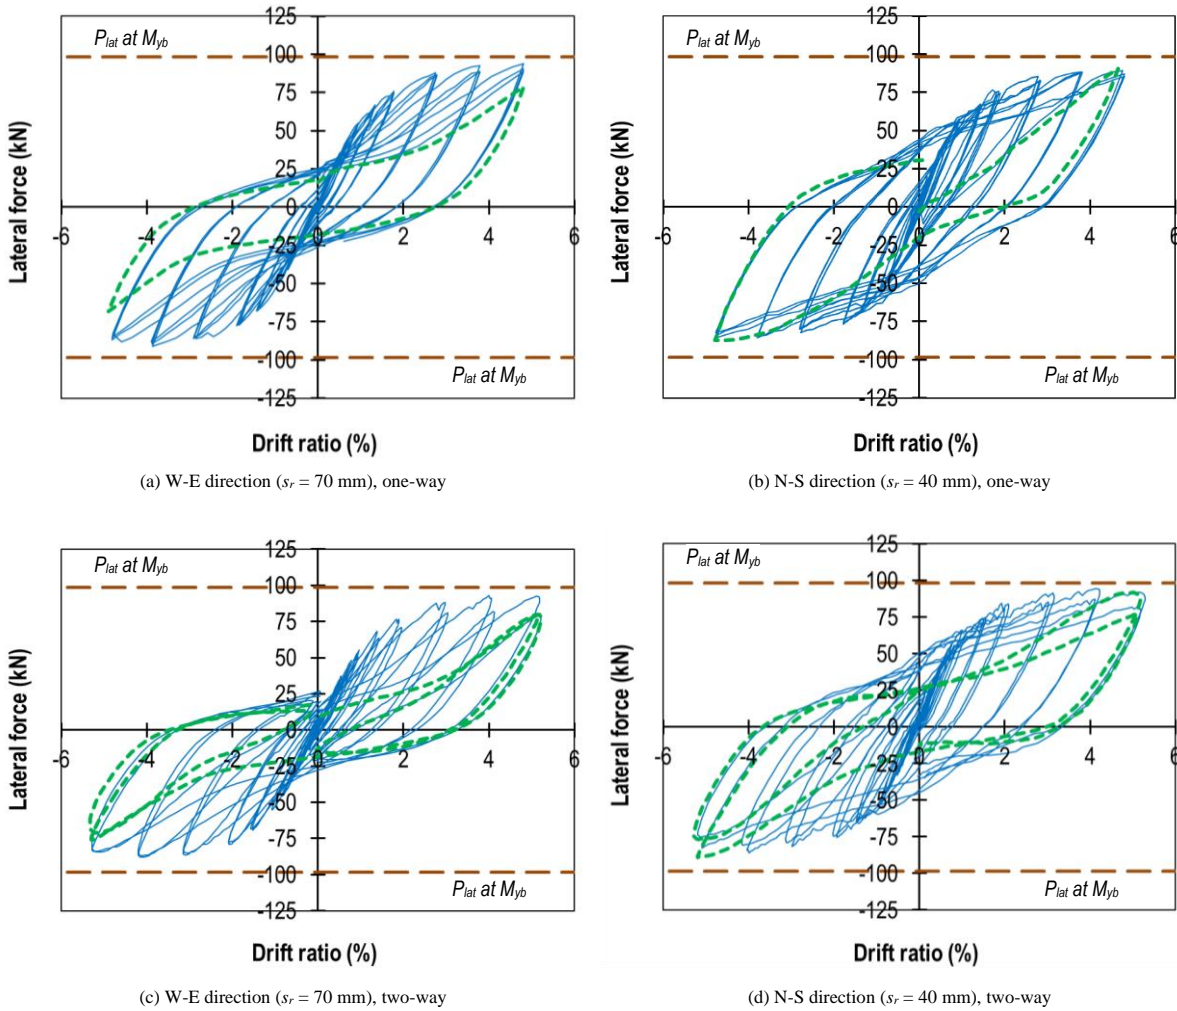 125
P_lat at M_yb
100
75
50
25
0
-6 -4 -2 0 2 4 6
-25
-50
-75
-100
P_lat at M_yb
-125
Lateral force (kN)
Drift ratio (%)
(a) W-E direction (s_r = 70 mm), one-way
125
P_lat at M_yb
100
75
50
25
0
-6 -4 -2 0 2 4 6
-25
-50
-75
-100
P_lat at M_yb
-125
Lateral force (kN)
Drift ratio (%)
(b) N-S direction (s_r = 40 mm), one-way
125
P_lat at M_yb
100
75
50
25
0
-6 -4 -2 0 2 4 6
-25
-50
-75
-100
P_lat at M_yb
-125
Lateral force (kN)
Drift ratio (%)
(c) W-E direction (s_r = 70 mm), two-way
125
P_lat at M_yb
100
75
50
25
0
-6 -4 -2 0 2 4 6
-25
-50
-75
-100
P_lat at M_yb
-125
Lateral force (kN)
Drift ratio (%)
(d) N-S direction (s_r = 40 mm), two-way